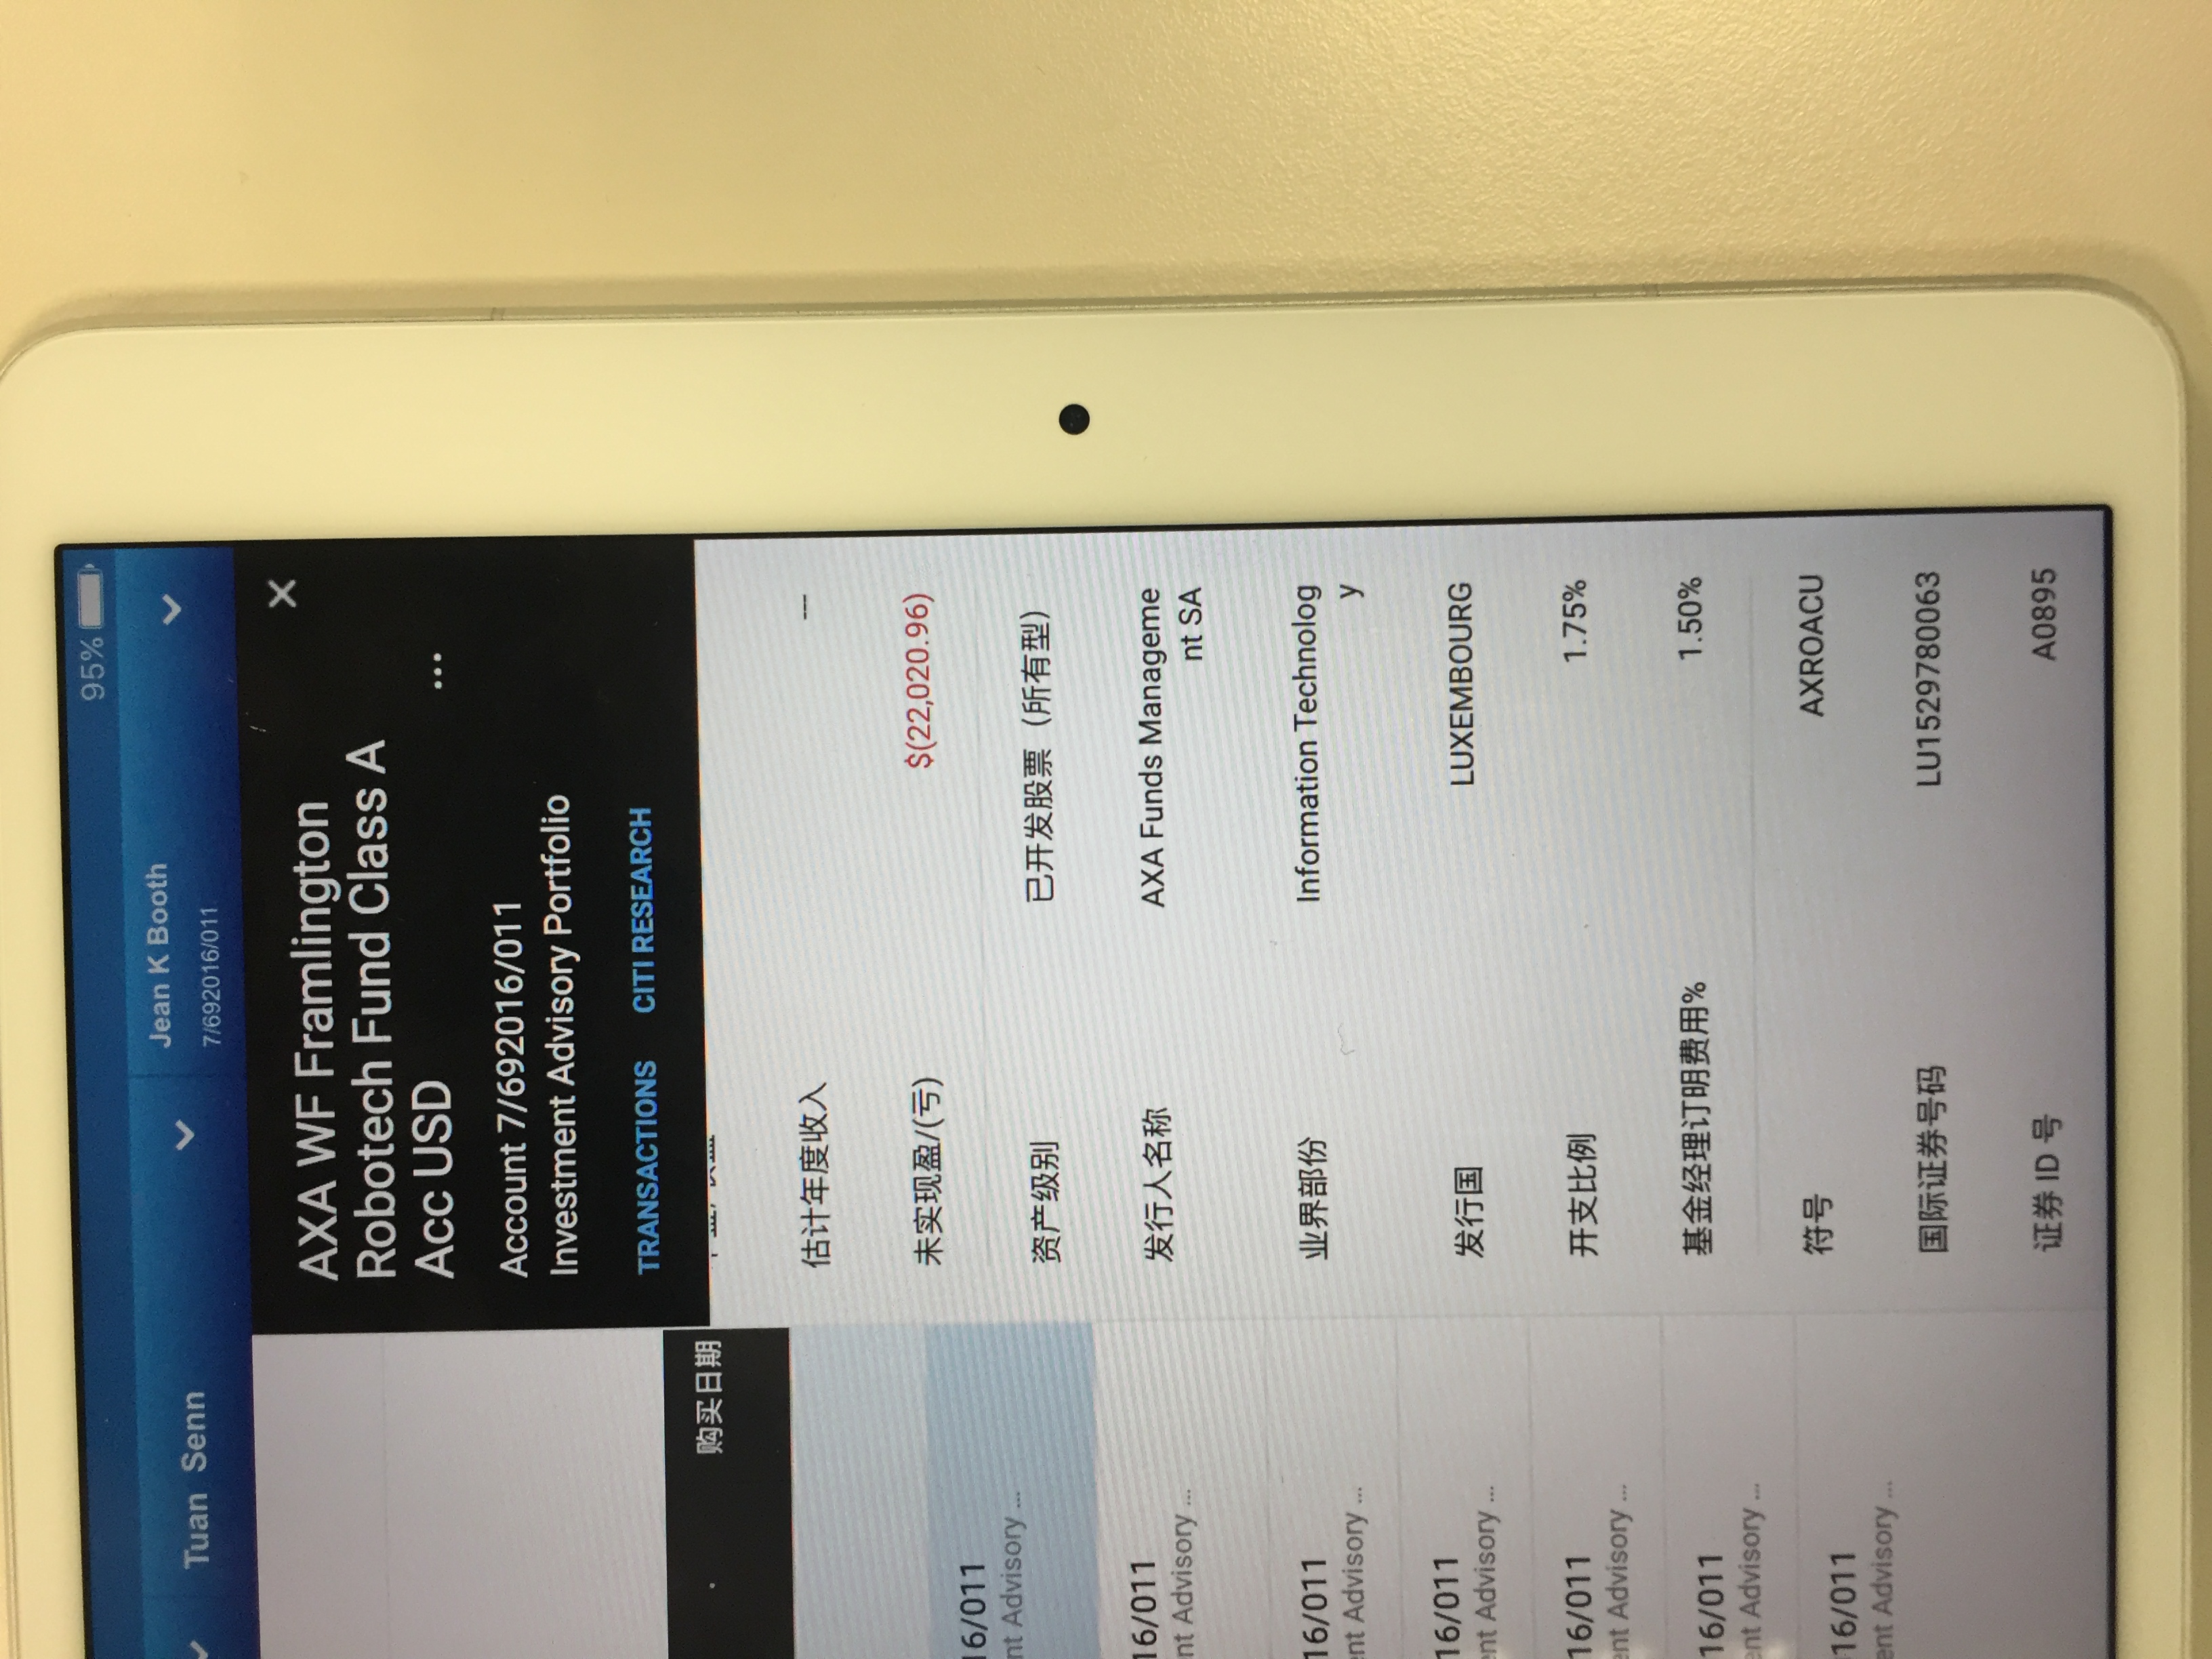 95%
Tuan Senn
Jean K Booth
7/692016/011
AXA WF Framlington
Robotech Fund Class A
Acc USD
...
Account 7/692016/011
Investment Advisory Portfolio
TRANSACTIONS CITI RESEARCH
购买日期
估计年度收入 ---
未实现盈/(亏) $(22,020.96)
资产级别 已开发股票（所有型）
发行人名称 AXA Funds Manageme
nt SA
业界部份 Information Technolog
y
发行国 LUXEMBOURG
开支比例 1.75%
基金经理订明费用% 1.50%
符号 AXROACU
国际证券号码 LU1529780063
证券 ID 号 A0895
16/011
nt Advisory ...
16/011
nt Advisory ...
16/011
ent Advisory ...
16/011
ent Advisory ...
16/011
ent Advisory ...
16/011
ent Advisory ...
16/011
ent Advisory ...